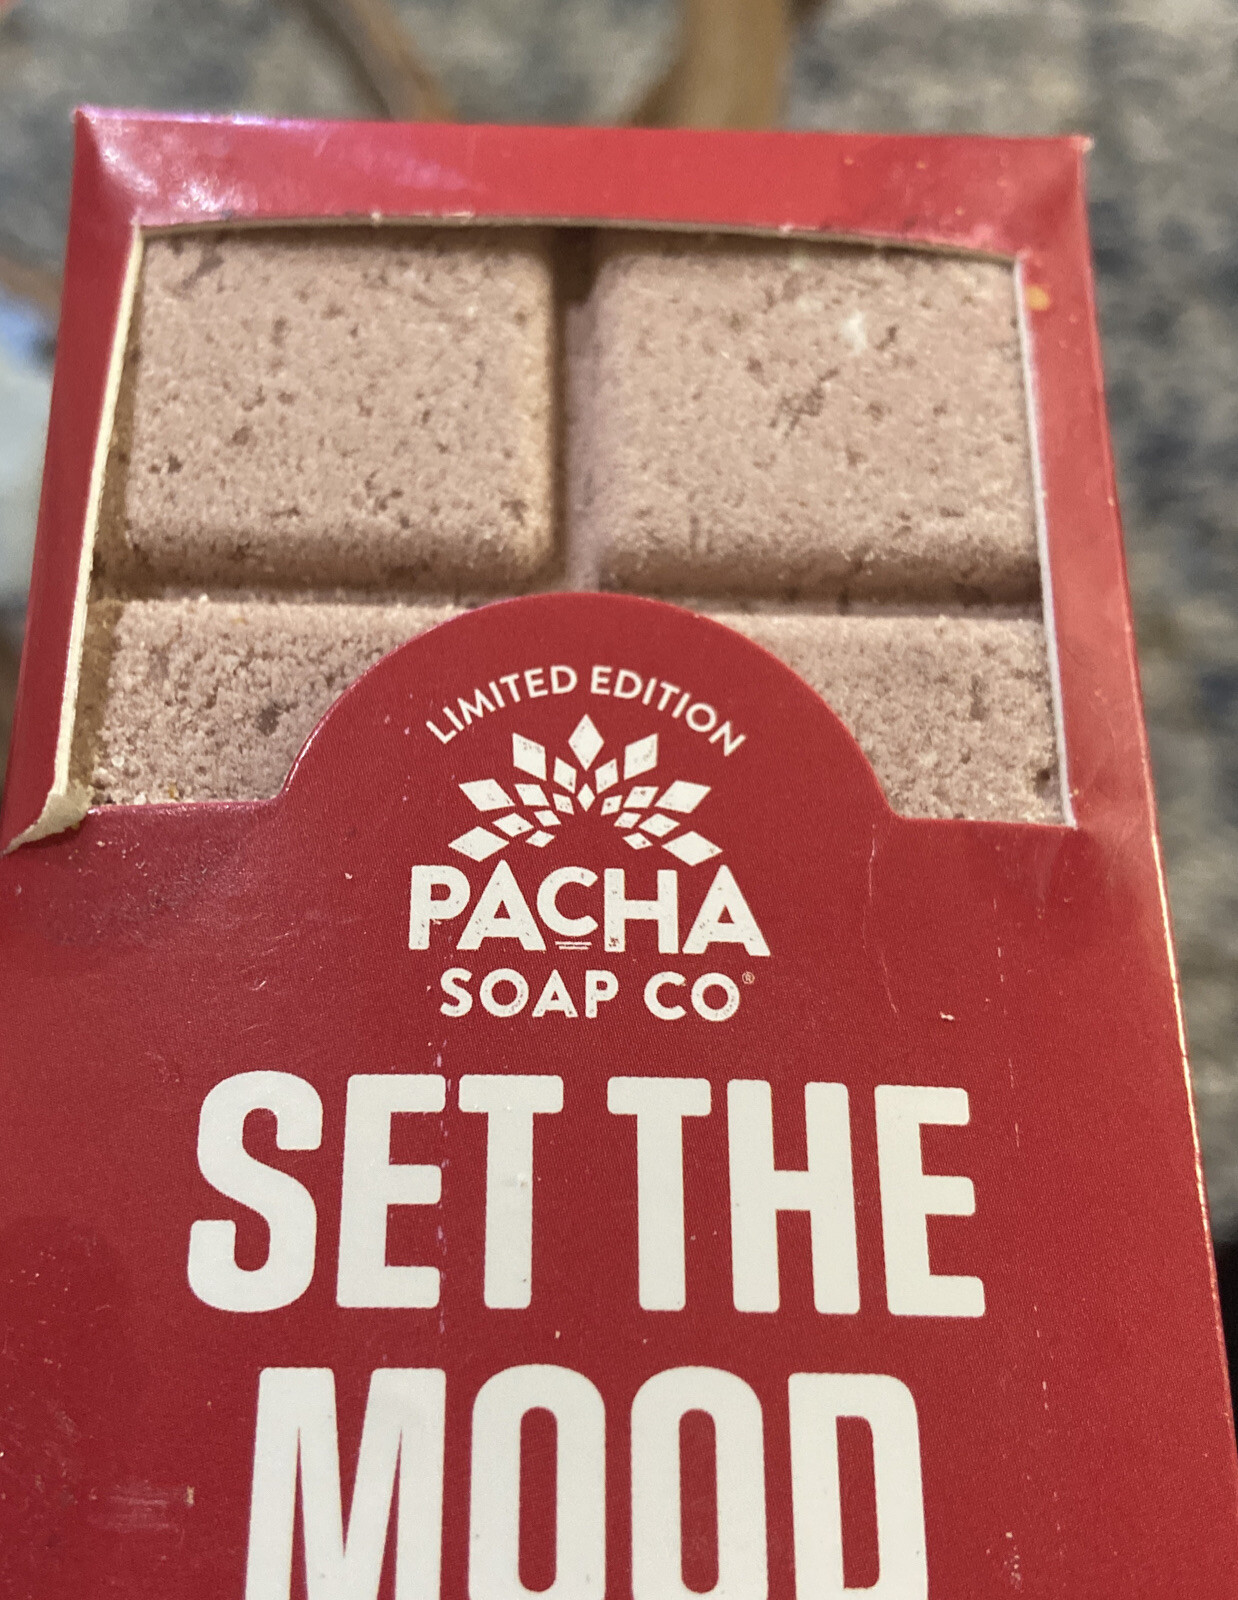 LIMITED EDITION
PACHA
SOAP CO®
SET THE
MOOD